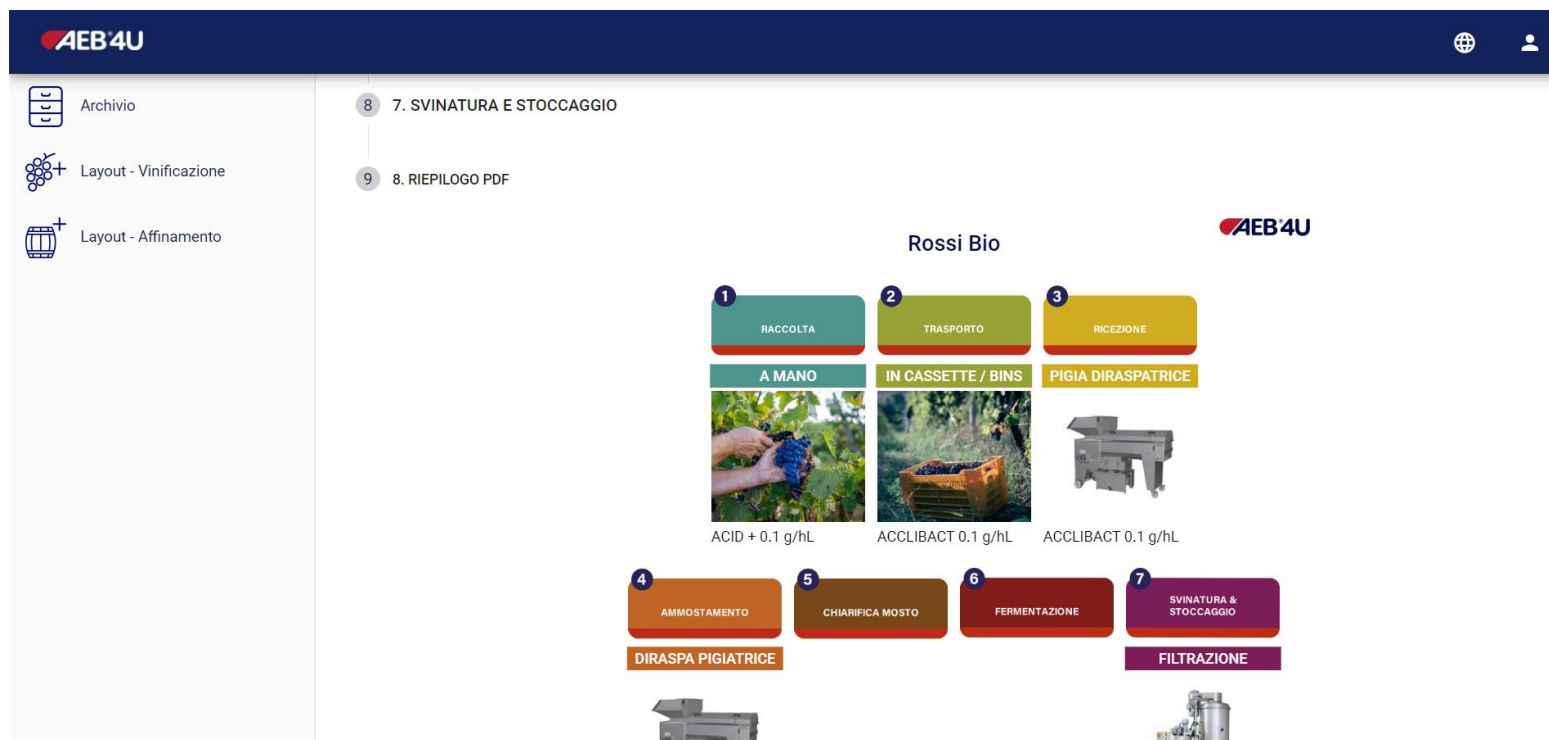 AEB*4U
Archivio
Layout - Vinificazione
Layout - Affinamento
8 7. SVINATURA E STOCCAGGIO
9 8. RIEPILOGO PDF
AEB*4U
Rossi Bio
1 2 3
RACCOLTA TRASPORTO RICEZIONE
A MANO IN CASSETTE / BINS PIGIA DIRASPATRICE
ACID + 0.1 g/hL ACCLIBACT 0.1 g/hL ACCLIBACT 0.1 g/hL
4 5 6 7
AMMOSTAMENTO CHIARIFICA MOSTO FERMENTAZIONE SVINATURA &
STOCCAGGIO
DIRASPA PIGIATRICE FILTRAZIONE